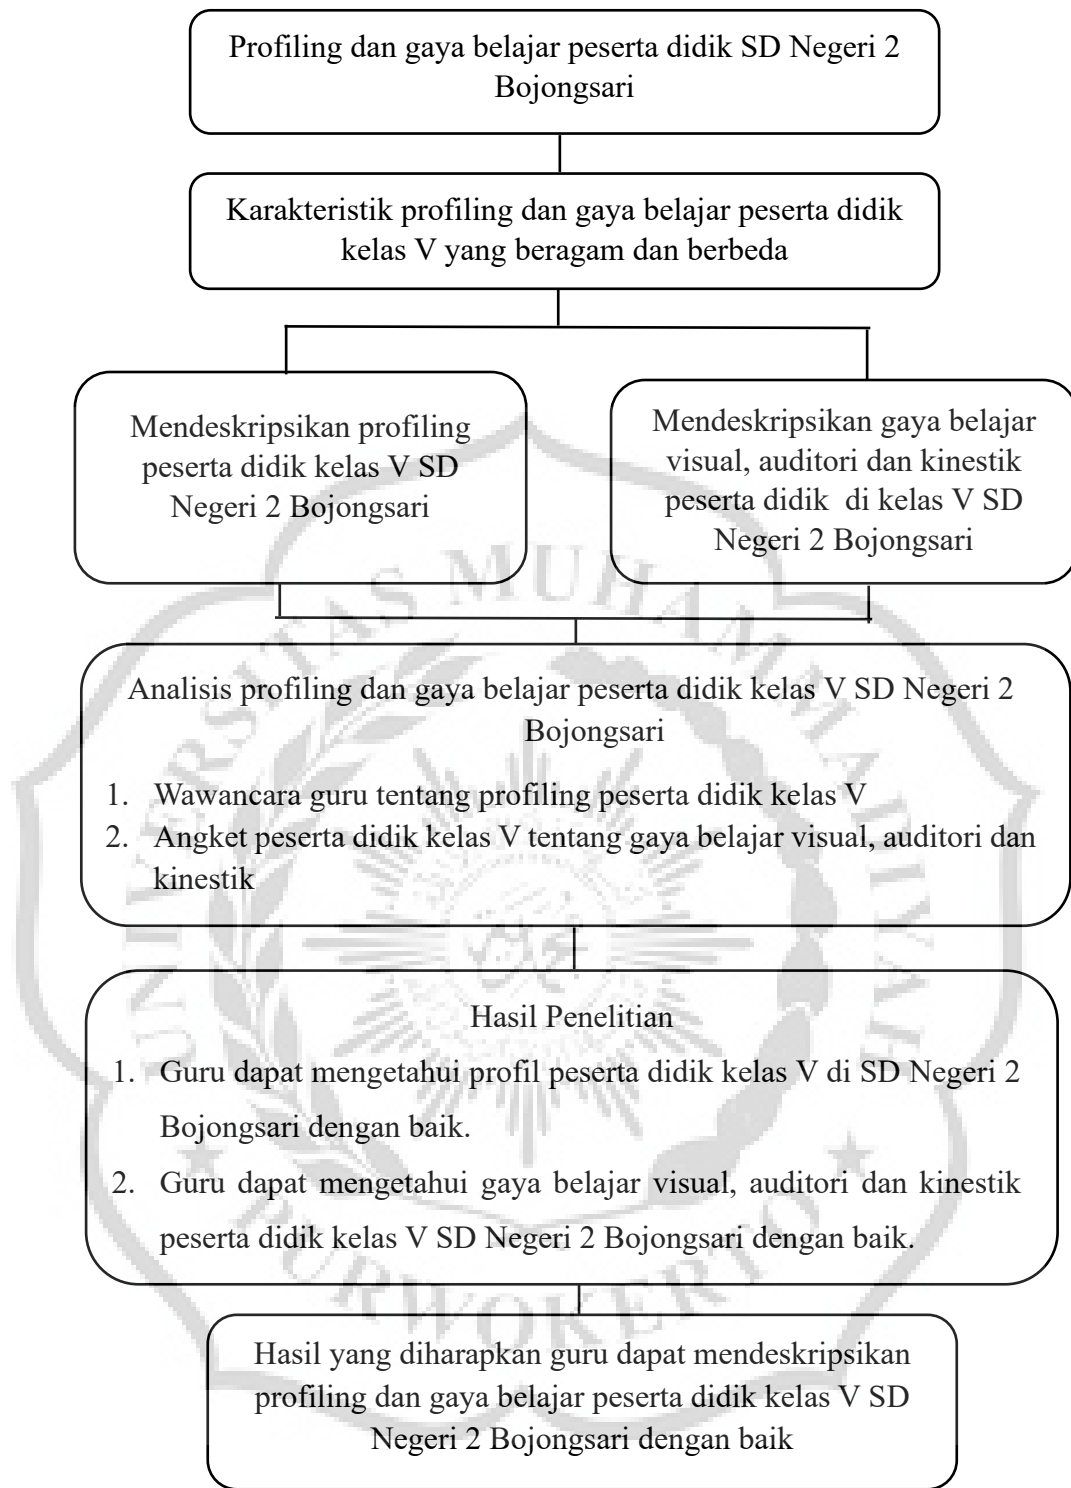 Profiling dan gaya belajar peserta didik SD Negeri 2
Bojongsari
Karakteristik profiling dan gaya belajar peserta didik
kelas V yang beragam dan berbeda
Mendeskripsikan profiling
peserta didik kelas V SD
Negeri 2 Bojongsari
Mendeskripsikan gaya belajar
visual, auditori dan kinestik
peserta didik di kelas V SD
Negeri 2 Bojongsari
Analisis profiling dan gaya belajar peserta didik kelas V SD Negeri 2
Bojongsari
1. Wawancara guru tentang profiling peserta didik kelas V
2. Angket peserta didik kelas V tentang gaya belajar visual, auditori dan
kinestik
Hasil Penelitian
1. Guru dapat mengetahui profil peserta didik kelas V di SD Negeri 2
Bojongsari dengan baik.
2. Guru dapat mengetahui gaya belajar visual, auditori dan kinestik
peserta didik kelas V SD Negeri 2 Bojongsari dengan baik.
Hasil yang diharapkan guru dapat mendeskripsikan
profiling dan gaya belajar peserta didik kelas V SD
Negeri 2 Bojongsari dengan baik
UNIVERSITAS MUHAMMADIYAH
PURWOKERTO